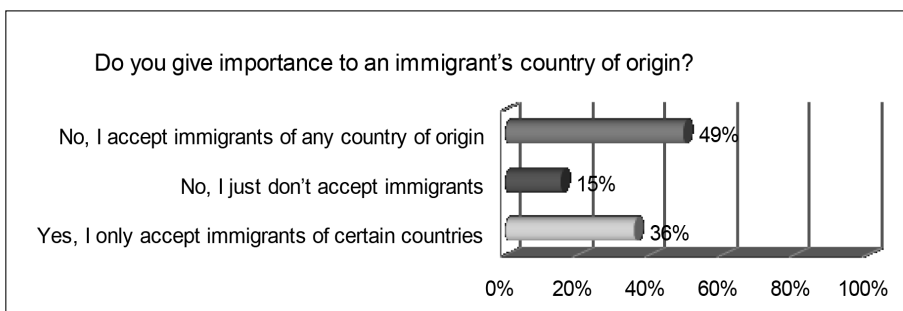 Do you give importance to an immigrant's country of origin?
No, I accept immigrants of any country of origin
49%
No, I just don't accept immigrants
15%
Yes, I only accept immigrants of certain countries
36%
0% 20% 40% 60% 80% 100%